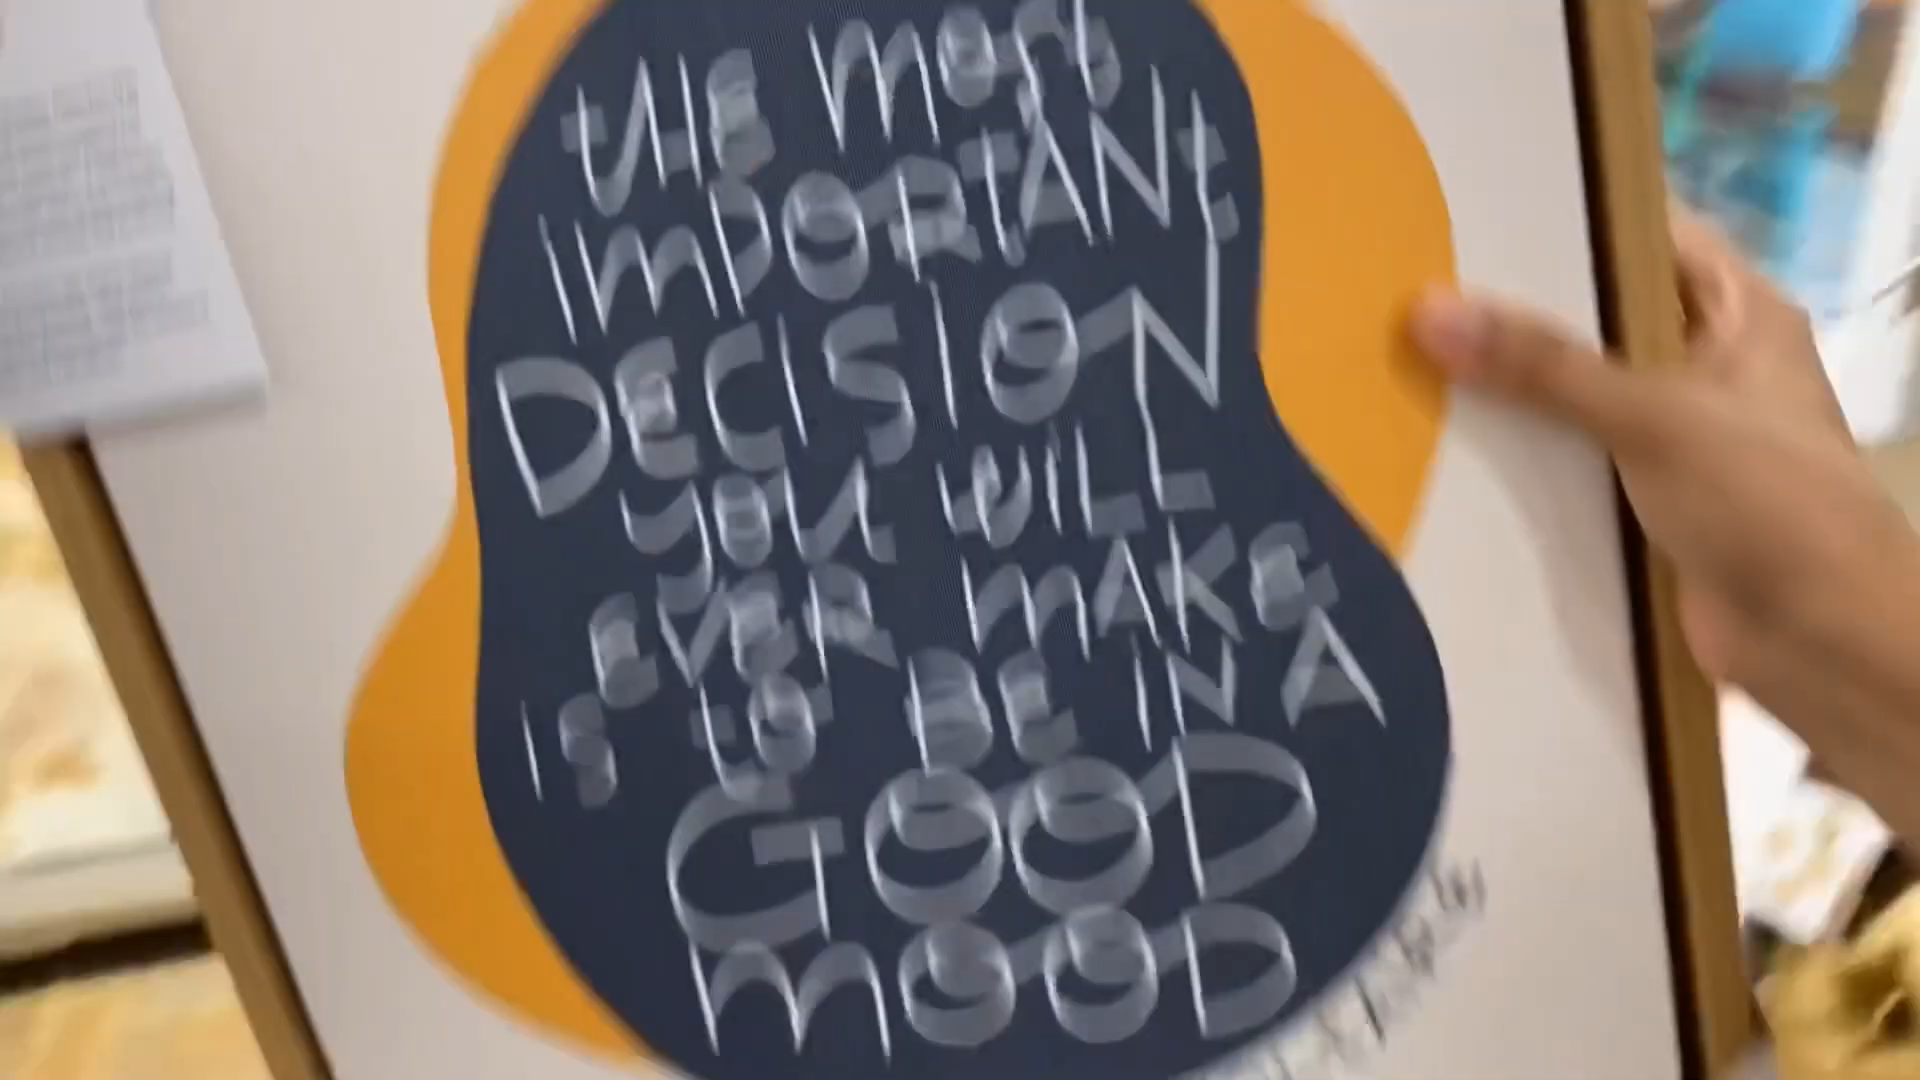 THE MOST
IMPORTANT
DECISION
YOU WILL
EVER MAKE
IS TO BE IN A
GOOD
MOOD